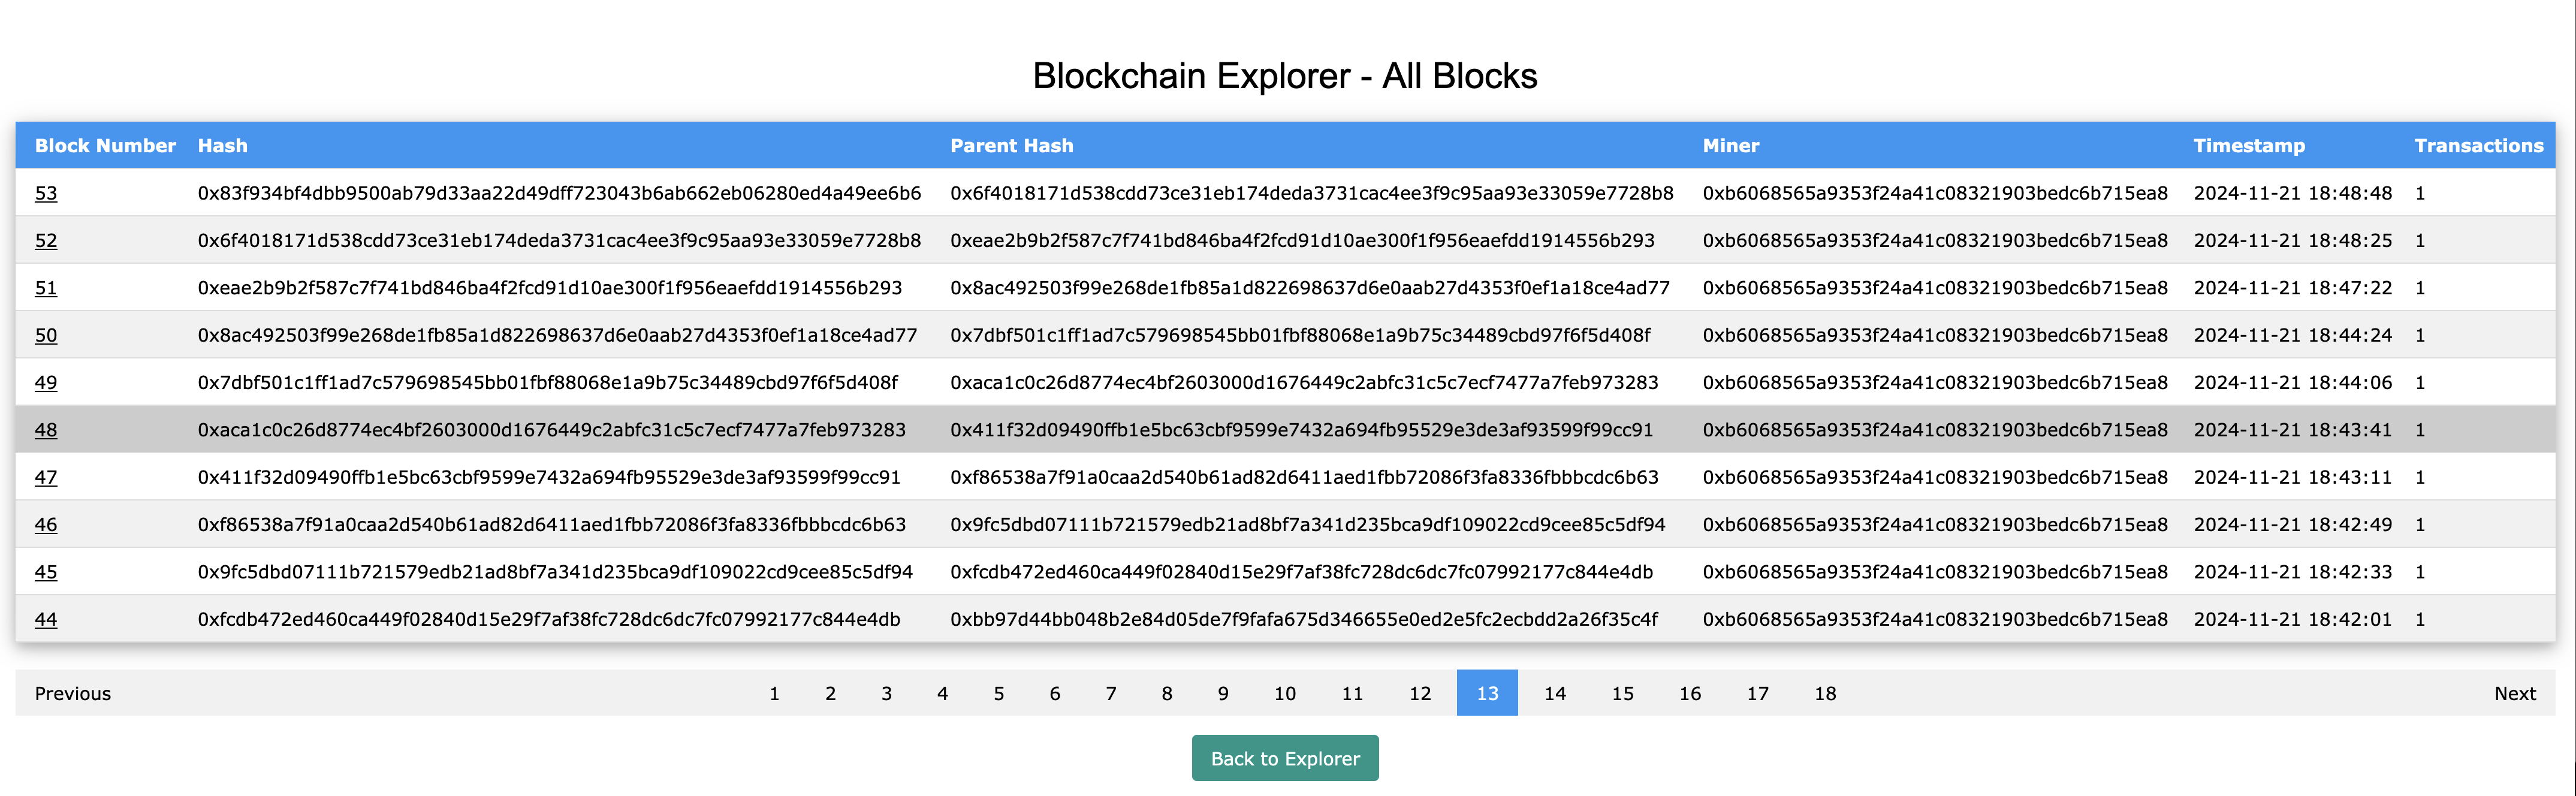 Blockchain Explorer - All Blocks
Block Number Hash Parent Hash Miner Timestamp Transactions
53 0x83f934bf4dbb9500ab79d33aa22d49dff723043b6ab662eb06280ed4a49ee6b6 0x6f4018171d538cdd73ce31eb174deda3731cac4ee3f9c95aa93e33059e7728b8 0xb6068565a9353f24a41c08321903bedc6b715ea8 2024-11-21 18:48:48 1
52 0x6f4018171d538cdd73ce31eb174deda3731cac4ee3f9c95aa93e33059e7728b8 0xeae2b9b2f587c7f741bd846ba4f2fcd91d10ae300f1f956eaefdd1914556b293 0xb6068565a9353f24a41c08321903bedc6b715ea8 2024-11-21 18:48:25 1
51 0xeae2b9b2f587c7f741bd846ba4f2fcd91d10ae300f1f956eaefdd1914556b293 0x8ac492503f99e268de1fb85a1d822698637d6e0aab27d4353f0ef1a18ce4ad77 0xb6068565a9353f24a41c08321903bedc6b715ea8 2024-11-21 18:47:22 1
50 0x8ac492503f99e268de1fb85a1d822698637d6e0aab27d4353f0ef1a18ce4ad77 0x7dbf501c1ff1ad7c579698545bb01fbf88068e1a9b75c34489cbd97f6f5d408f 0xb6068565a9353f24a41c08321903bedc6b715ea8 2024-11-21 18:44:24 1
49 0x7dbf501c1ff1ad7c579698545bb01fbf88068e1a9b75c34489cbd97f6f5d408f 0xaca1c0c26d8774ec4bf2603000d1676449c2abfc31c5c7ecf7477a7feb973283 0xb6068565a9353f24a41c08321903bedc6b715ea8 2024-11-21 18:44:06 1
48 0xaca1c0c26d8774ec4bf2603000d1676449c2abfc31c5c7ecf7477a7feb973283 0x411f32d09490ffb1e5bc63cbf9599e7432a694fb95529e3de3af93599f99cc91 0xb6068565a9353f24a41c08321903bedc6b715ea8 2024-11-21 18:43:41 1
47 0x411f32d09490ffb1e5bc63cbf9599e7432a694fb95529e3de3af93599f99cc91 0xf86538a7f91a0caa2d540b61ad82d6411aed1fbb72086f3fa8336fbbbcdc6b63 0xb6068565a9353f24a41c08321903bedc6b715ea8 2024-11-21 18:43:11 1
46 0xf86538a7f91a0caa2d540b61ad82d6411aed1fbb72086f3fa8336fbbbcdc6b63 0x9fc5dbd07111b721579edb21ad8bf7a341d235bca9df109022cd9cee85c5df94 0xb6068565a9353f24a41c08321903bedc6b715ea8 2024-11-21 18:42:49 1
45 0x9fc5dbd07111b721579edb21ad8bf7a341d235bca9df109022cd9cee85c5df94 0xfcdb472ed460ca449f02840d15e29f7af38fc728dc6dc7fc07992177c844e4db 0xb6068565a9353f24a41c08321903bedc6b715ea8 2024-11-21 18:42:33 1
44 0xfcdb472ed460ca449f02840d15e29f7af38fc728dc6dc7fc07992177c844e4db 0xbb97d44bb048b2e84d05de7f9fafa675d346655e0ed2e5fc2ecbdd2a26f35c4f 0xb6068565a9353f24a41c08321903bedc6b715ea8 2024-11-21 18:42:01 1
Previous 1 2 3 4 5 6 7 8 9 10 11 12 13 14 15 16 17 18 Next
Back to Explorer